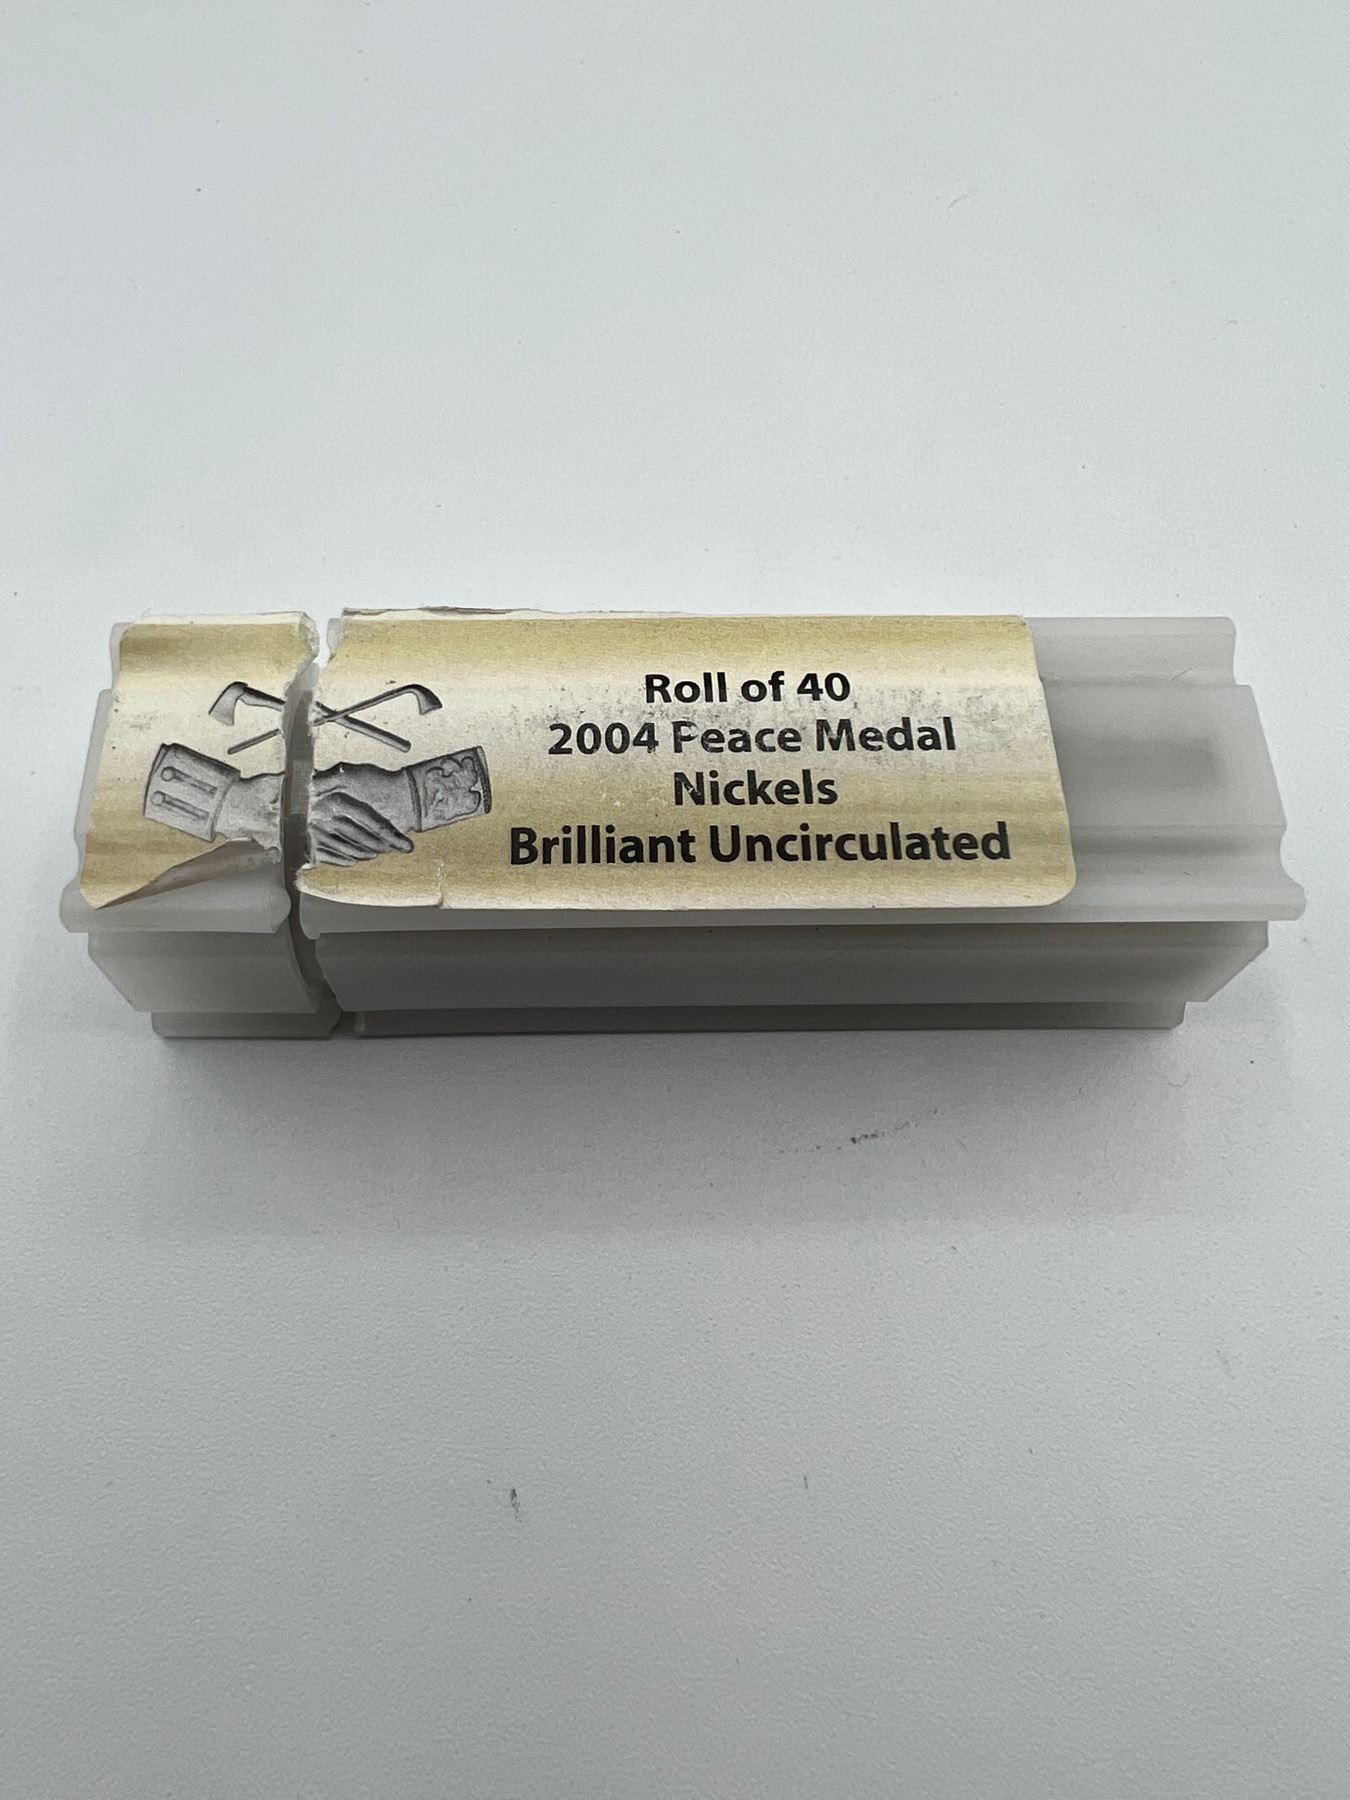 Roll of 40
2004 Peace Medal
Nickels
Brilliant Uncirculated